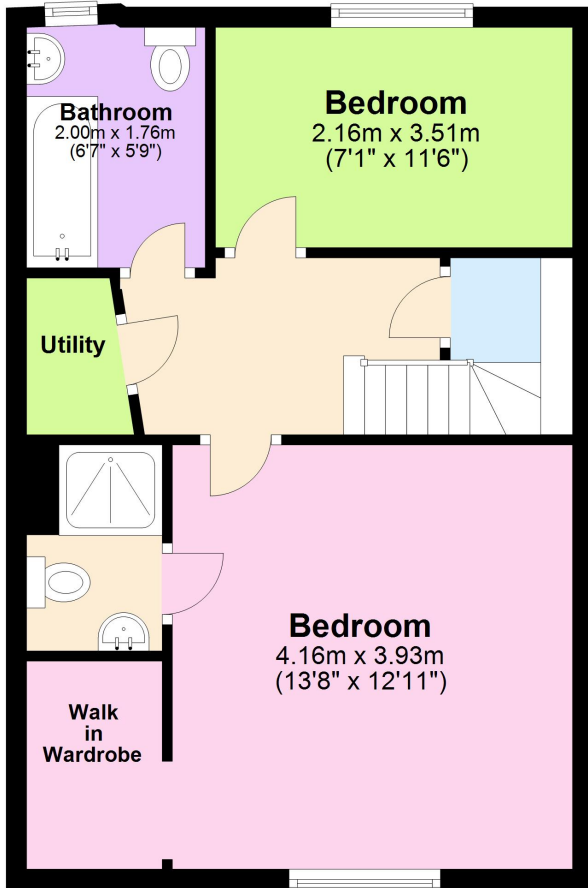 Bathroom
2.00m x 1.76m
(6'7" x 5'9")
Bedroom
2.16m x 3.51m
(7'1" x 11'6")
Utility
Bedroom
4.16m x 3.93m
(13'8" x 12'11")
Walk
in
Wardrobe